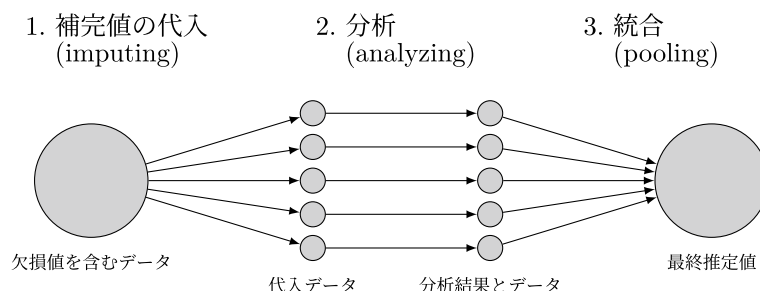 1. 補完値の代入
(imputing)
2. 分析
(analyzing)
3. 統合
(pooling)
欠損値を含むデータ
代入データ
分析結果とデータ
最終推定値